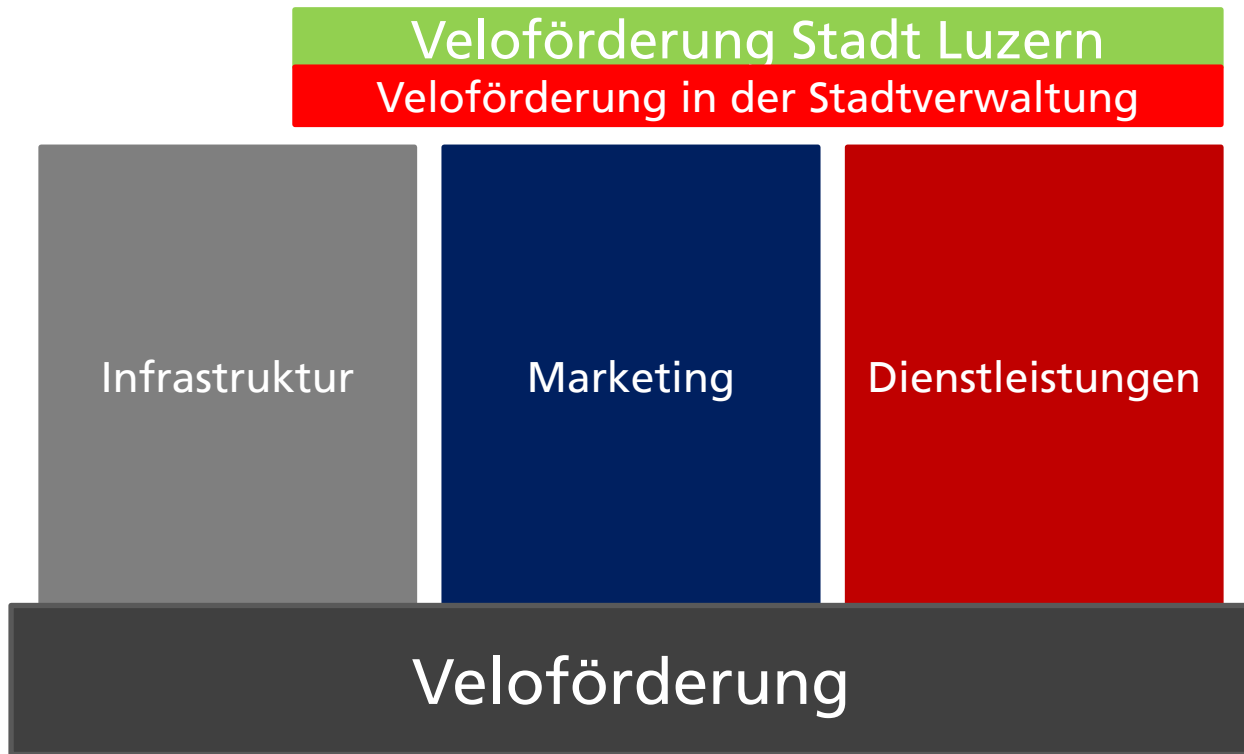 Veloförderung Stadt Luzern
Veloförderung in der Stadtverwaltung
Infrastruktur
Marketing
Dienstleistungen
Veloförderung